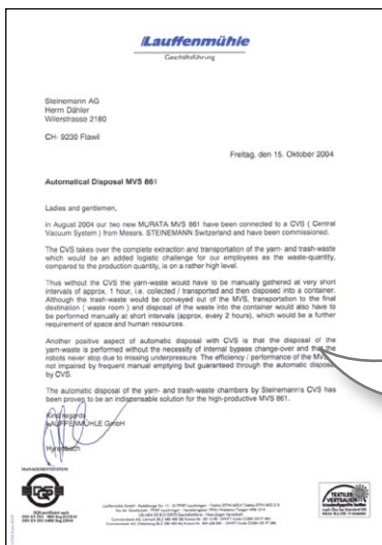 Lauffenmühle
Geschäftsführung
Steinemann AG
Herrn Dähler
Wilerstrasse 2180
CH- 9230 Flawil
Freitag, den 15. Oktober 2004
Automatical Disposal MVS 861
Ladies and gentlemen,
in August 2004 our two new MURATA MVS 861 have been connected to a CVS ( Central
Vacuum System ) from Messrs. STEINEMANN Switzerland and have been commissioned.
The CVS takes over the complete extraction and transportation of the yarn- and trash-waste
which would be an added logistic challenge for our employees as the waste-quantity,
compared to the production quantity, is on a rather high level.
Thus without the CVS the yarn-waste would have to be manually gathered at very short
intervals of approx. 1 hour, i.e. collected / transported and then disposed into a container.
Although the trash-waste would be conveyed out of the MVS, transportation to the final
destination ( waste room ) and disposal of the waste into the container would also have to
be performed manually at short intervals (approx. every 2 hours), which would be a further
requirement of space and human resources.
Another positive aspect of automatic disposal with CVS is that the disposal of the
yarn-waste is performed without the necessity of internal bypass change-over and that the
robots never stop due to missing underpressure. The efficiency / performance of the MVS
not impaired by frequent manual emptying but guaranteed through the automatic dispos
by CVS.
The automatic disposal of the yarn- and trash-waste chambers by Steinemann's CVS has
been proved to be an indispensable solution for the high-productive MVS 861.
Kind regards
LAUFFENMÜHLE GmbH
MANAGEMENTSYSTEM
DQS
TEXTILES
VERTRAUEN